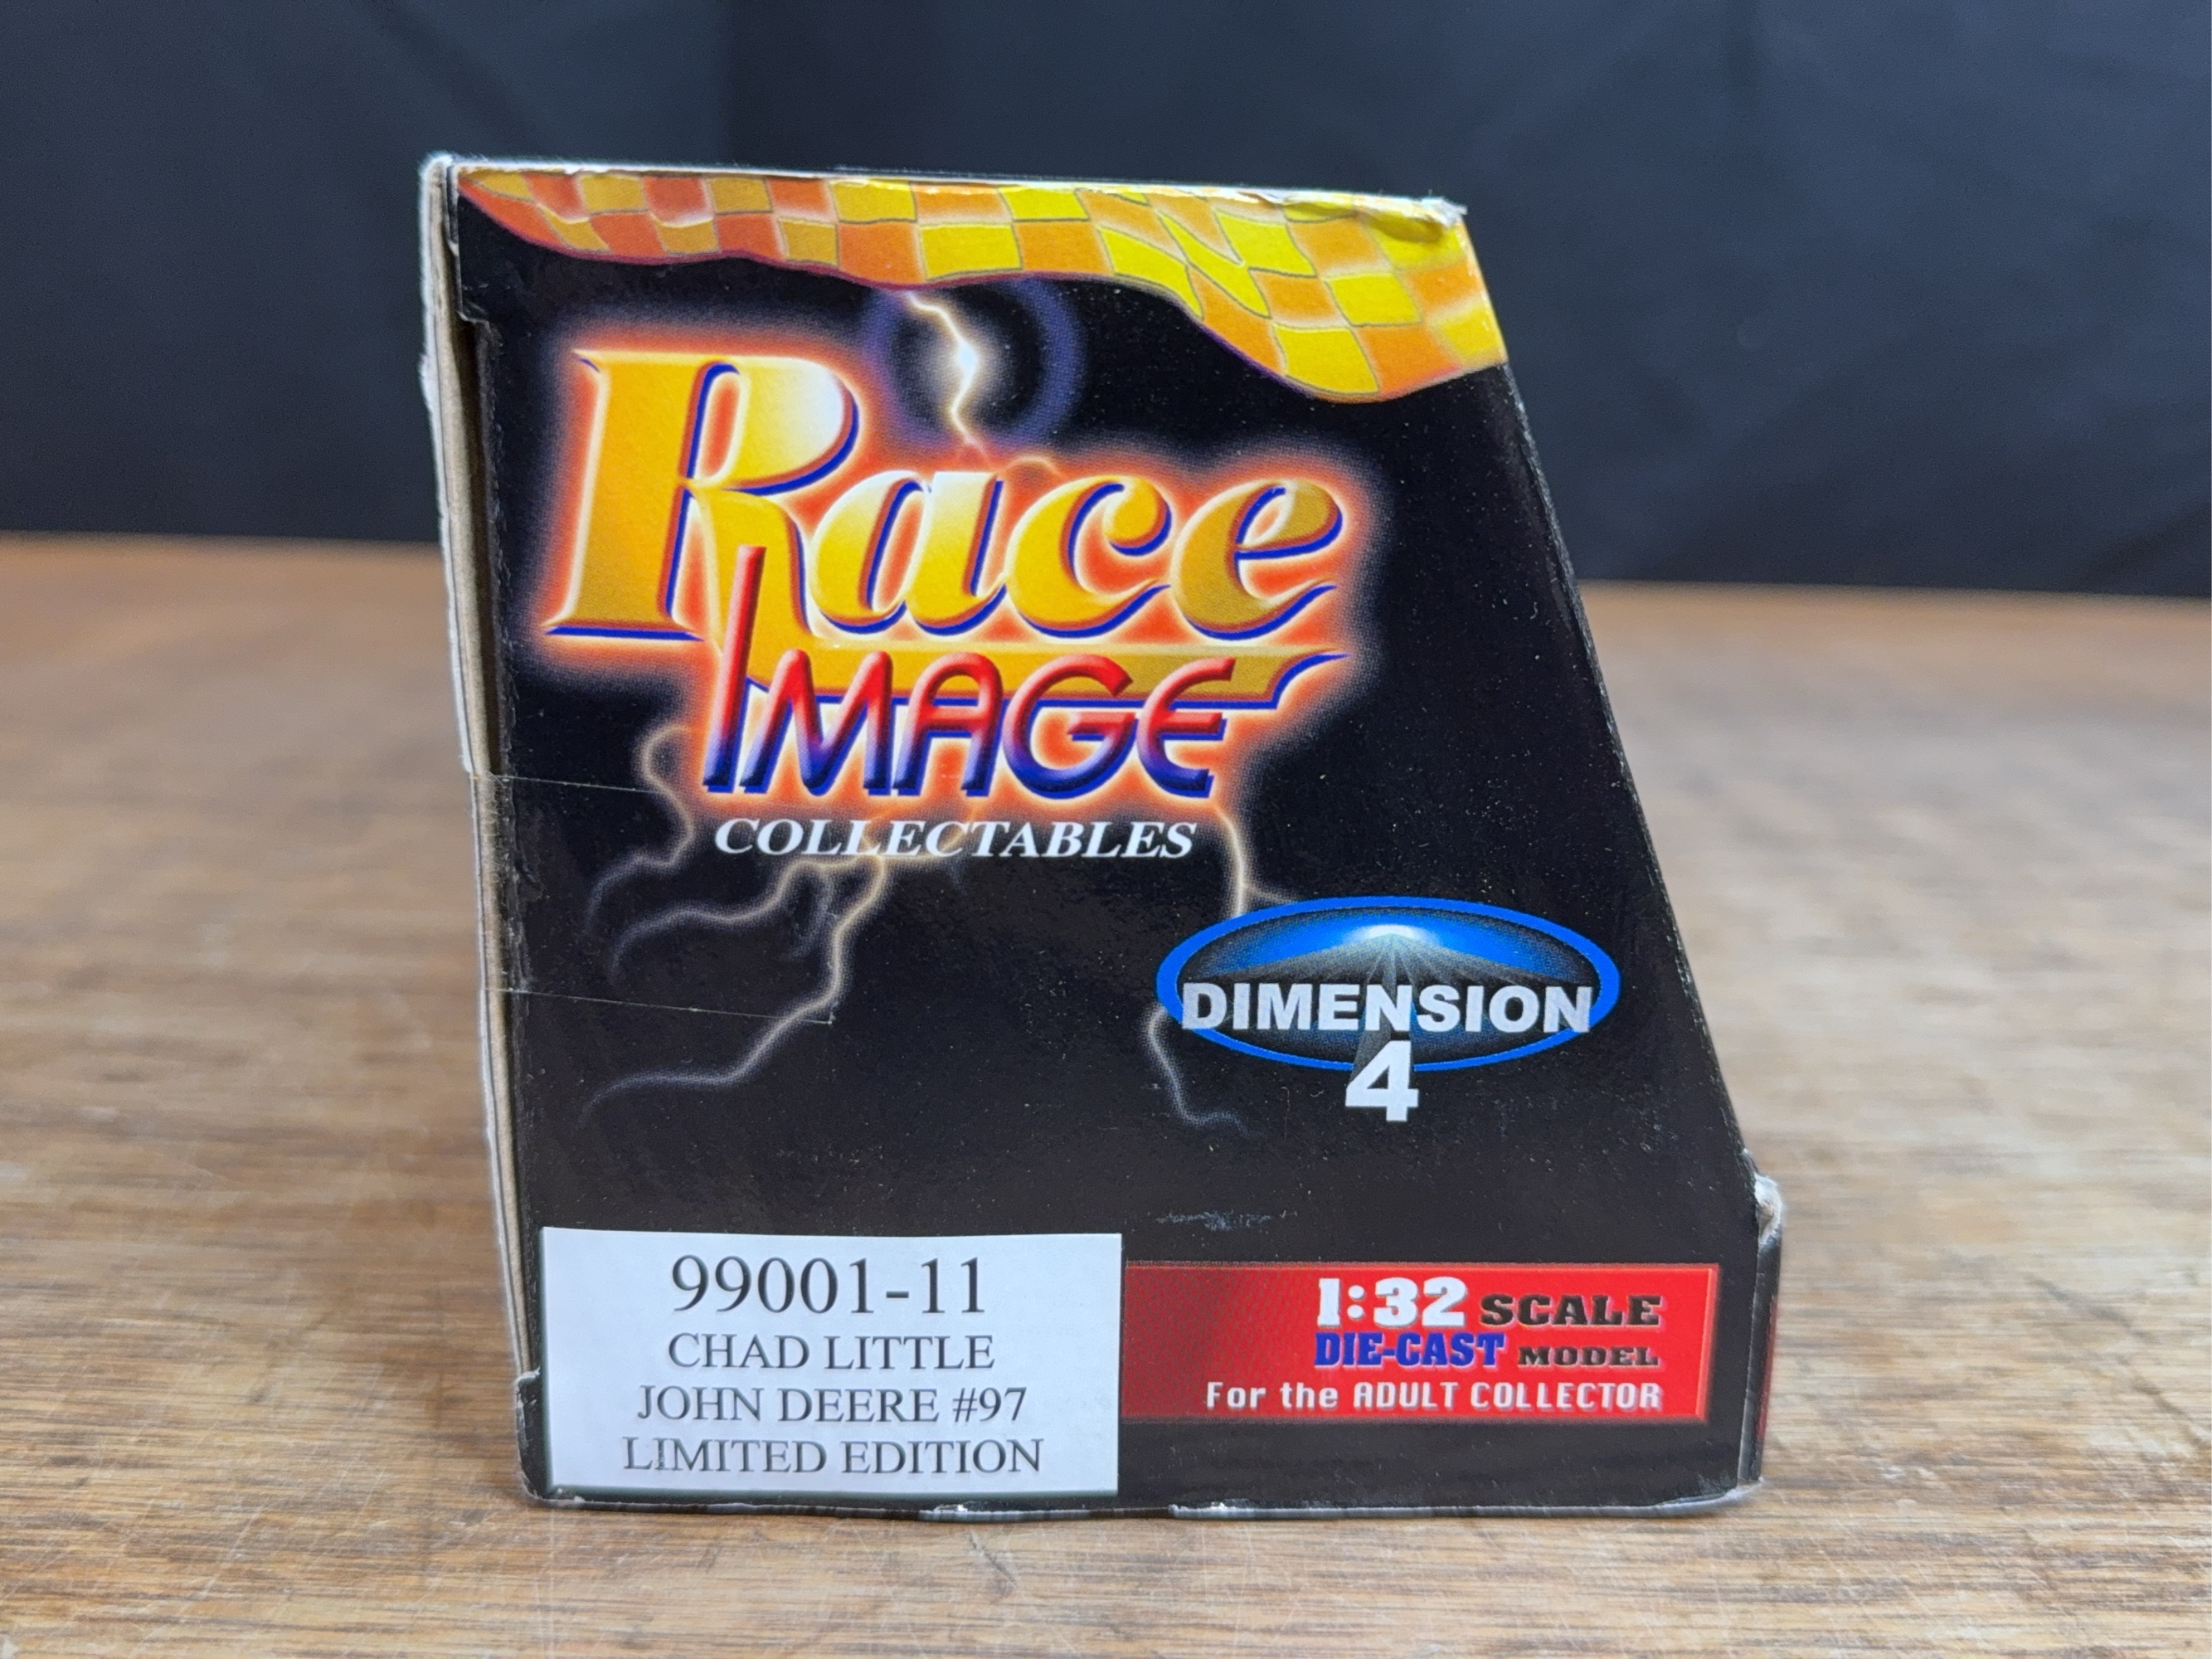 Race
IMAGE
COLLECTABLES
DIMENSION
4
99001-11
CHAD LITTLE
JOHN DEERE #97
LIMITED EDITION
1:32 SCALE
DIE-CAST MODEL
For the ADULT COLLECTOR